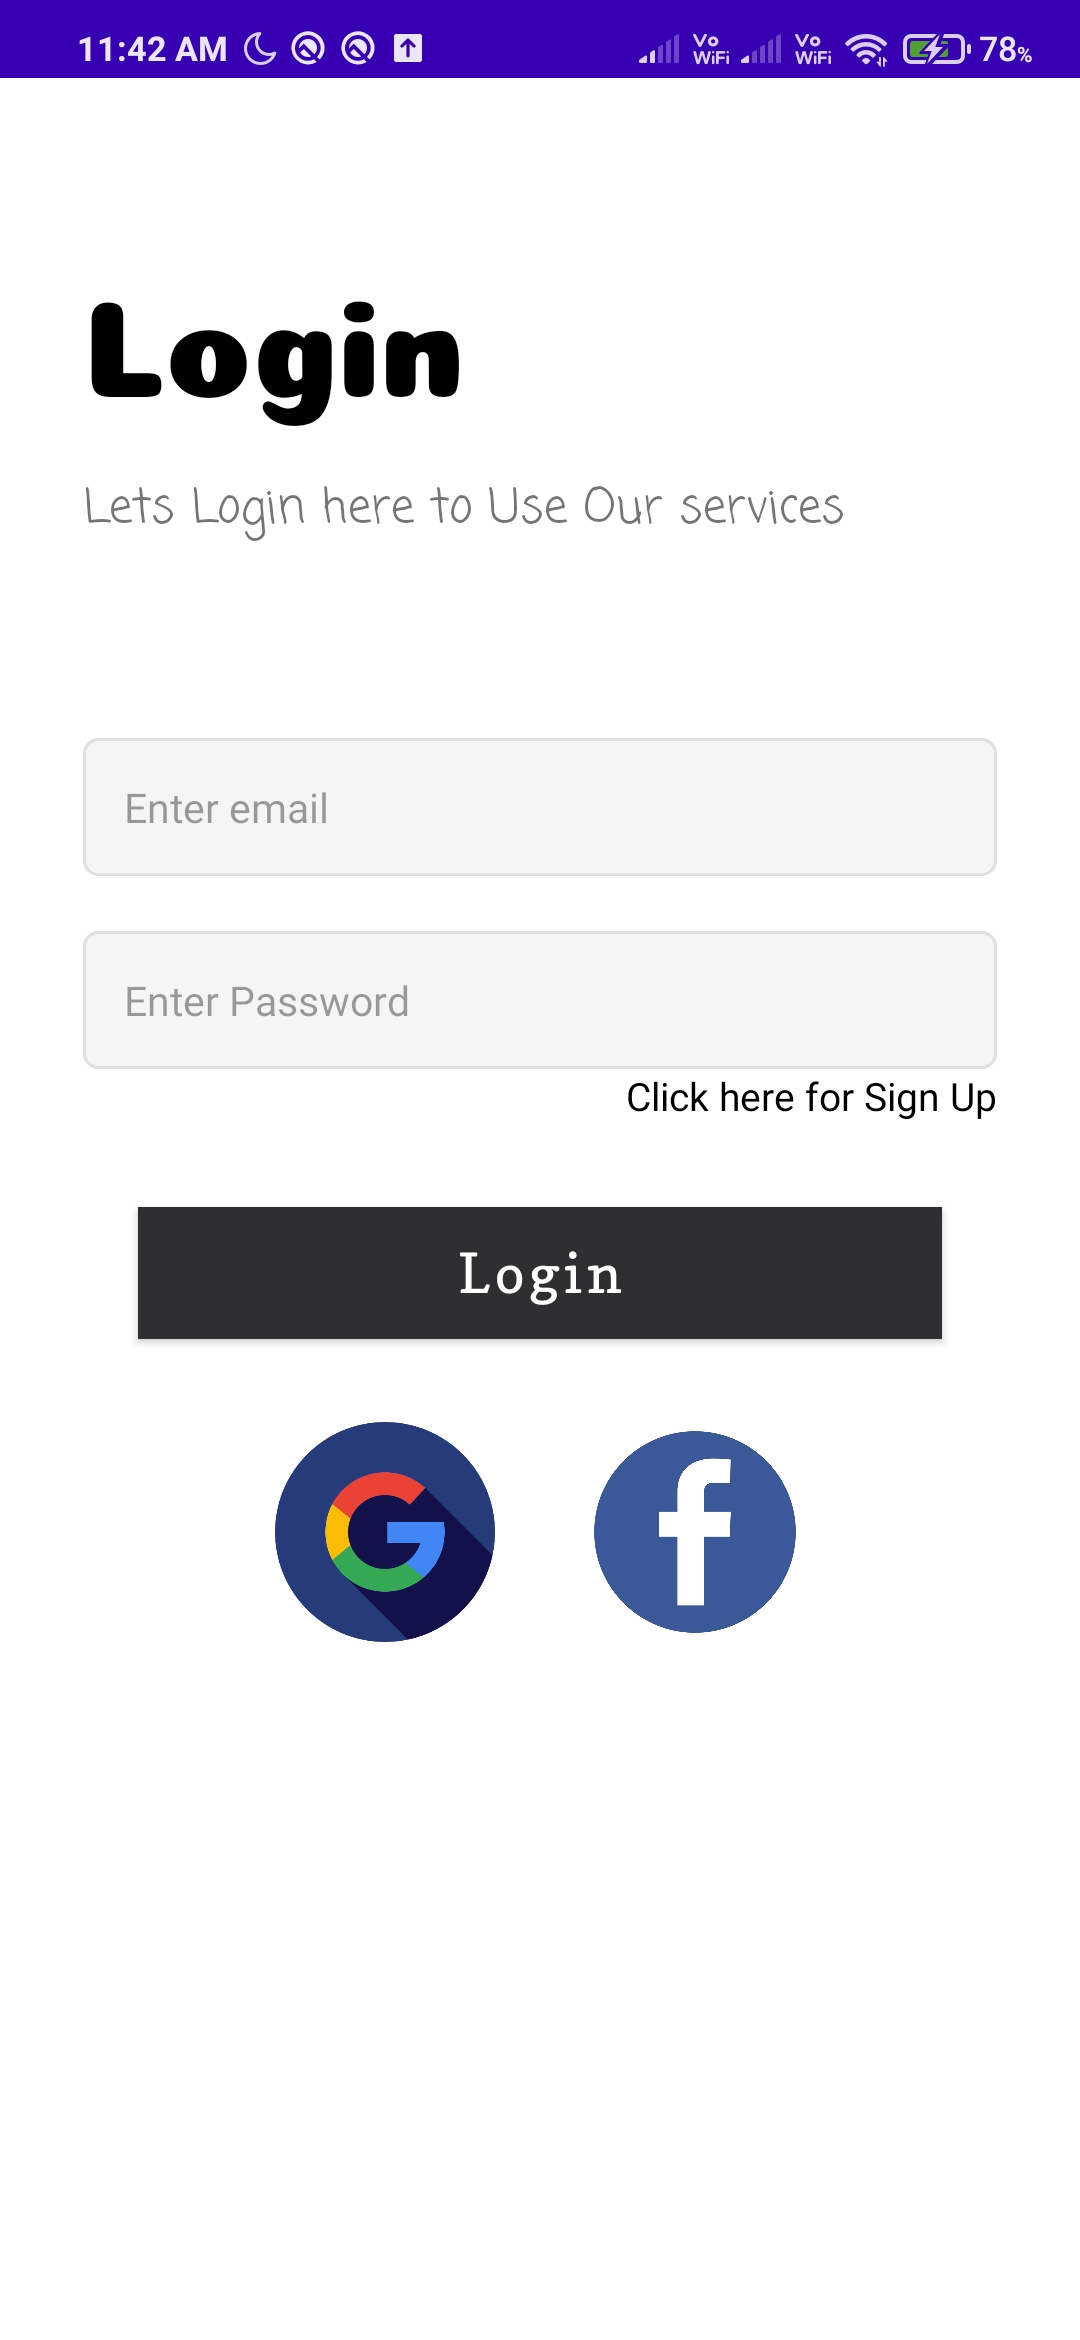 11:42 AM Vo WiFi Vo WiFi 78%
Login
Lets Login here to Use Our services
Enter email
Enter Password
Click here for Sign Up
Login